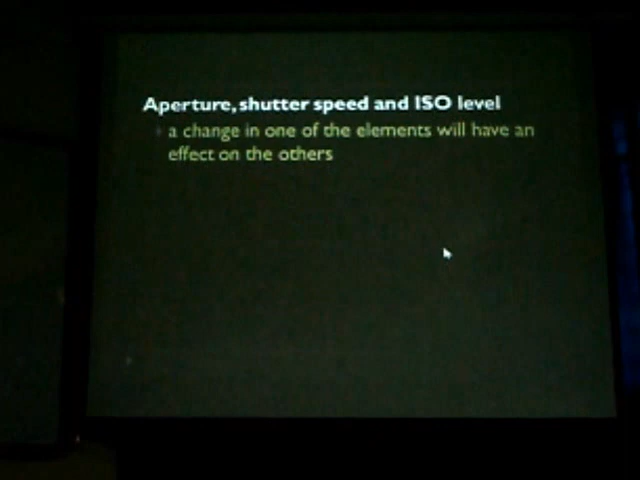 Aperture, shutter speed and ISO level
a change in one of the elements will have an
effect on the others